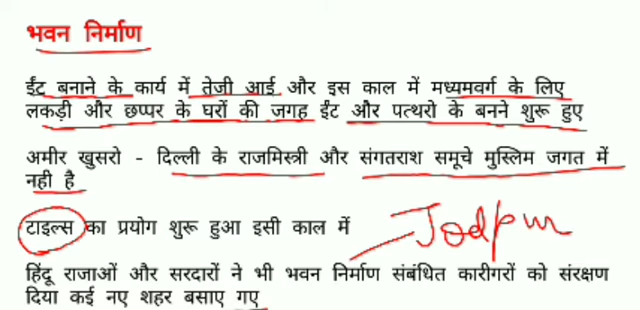 भवन निर्माण
ईंट बनाने के कार्य में तेजी आई और इस काल में मध्यमवर्ग के लिए
लकड़ी और छप्पर के घरों की जगह ईंट और पत्थरो के बनने शुरू हुए
अमीर खुसरो - दिल्ली के राजमिस्त्री और संगतराश समूचे मुस्लिम जगत में
नही है
टाइल्स का प्रयोग शुरू हुआ इसी काल में
Jodpur
हिंदू राजाओं और सरदारों ने भी भवन निर्माण संबंधित कारीगरों को संरक्षण
दिया कई नए शहर बसाए गए